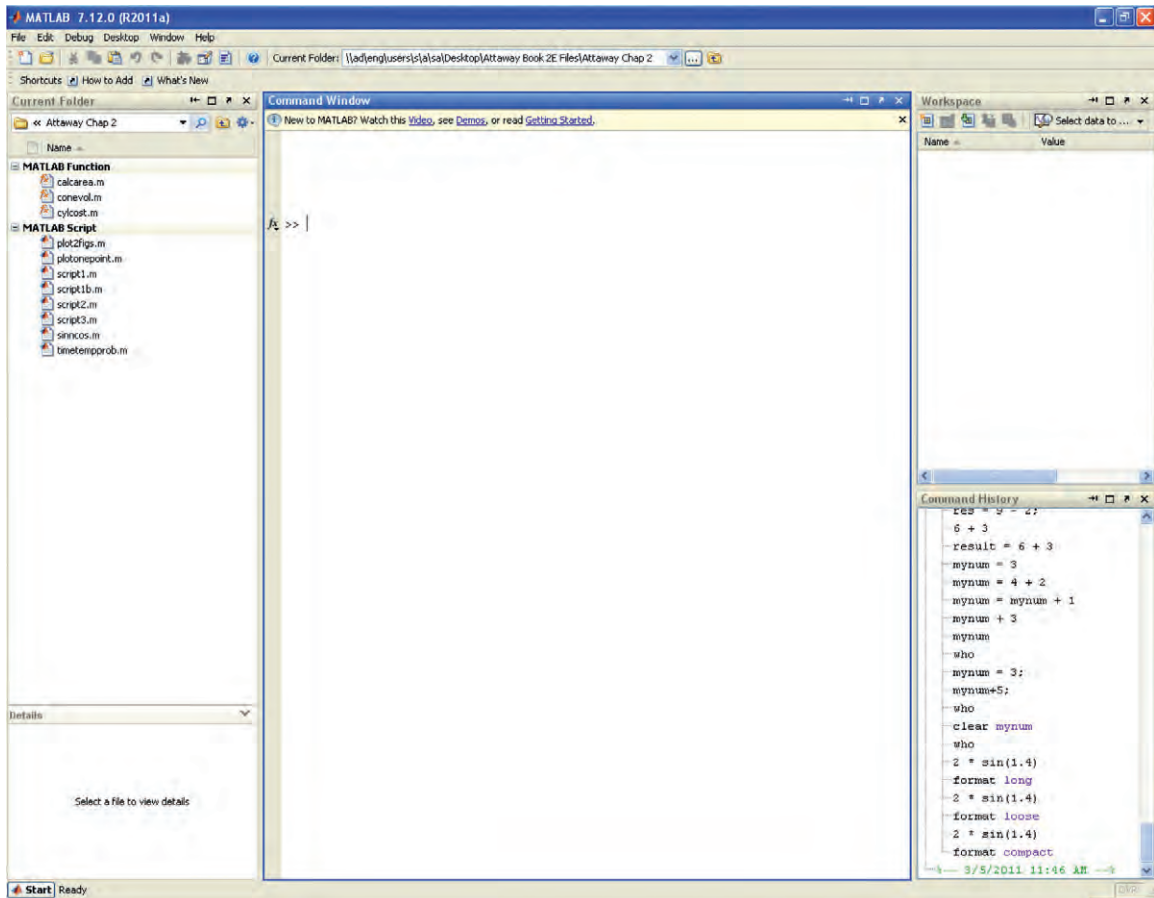 MATLAB 7.12.0 (R2011a)
File Edit Debug Desktop Window Help
Current Folder: \\ad\eng\users\s\a\sa\Desktop\Attaway Book 2E Files\Attaway Chap 2
Shortcuts How to Add What's New
Current Folder
« Attaway Chap 2
Name
MATLAB Function
calcarea.m
conevol.m
cylcost.m
MATLAB Script
plot2figs.m
plotonepoint.m
script1.m
script1b.m
script2.m
script3.m
sinncos.m
timetempprob.m
Details
Select a file to view details
Command Window
New to MATLAB? Watch this Video, see Demos, or read Getting Started.
fx >>
Workspace
Select data to ...
Name Value
Command History
res = 9 - 2;
6 + 3
result = 6 + 3
mynum = 3
mynum = 4 + 2
mynum = mynum + 1
mynum + 3
mynum
who
mynum = 3;
mynum+5;
who
clear mynum
who
2 * sin(1.4)
format long
2 * sin(1.4)
format loose
2 * sin(1.4)
format compact
%-- 3/5/2011 11:46 AM --%
Start Ready
OVR